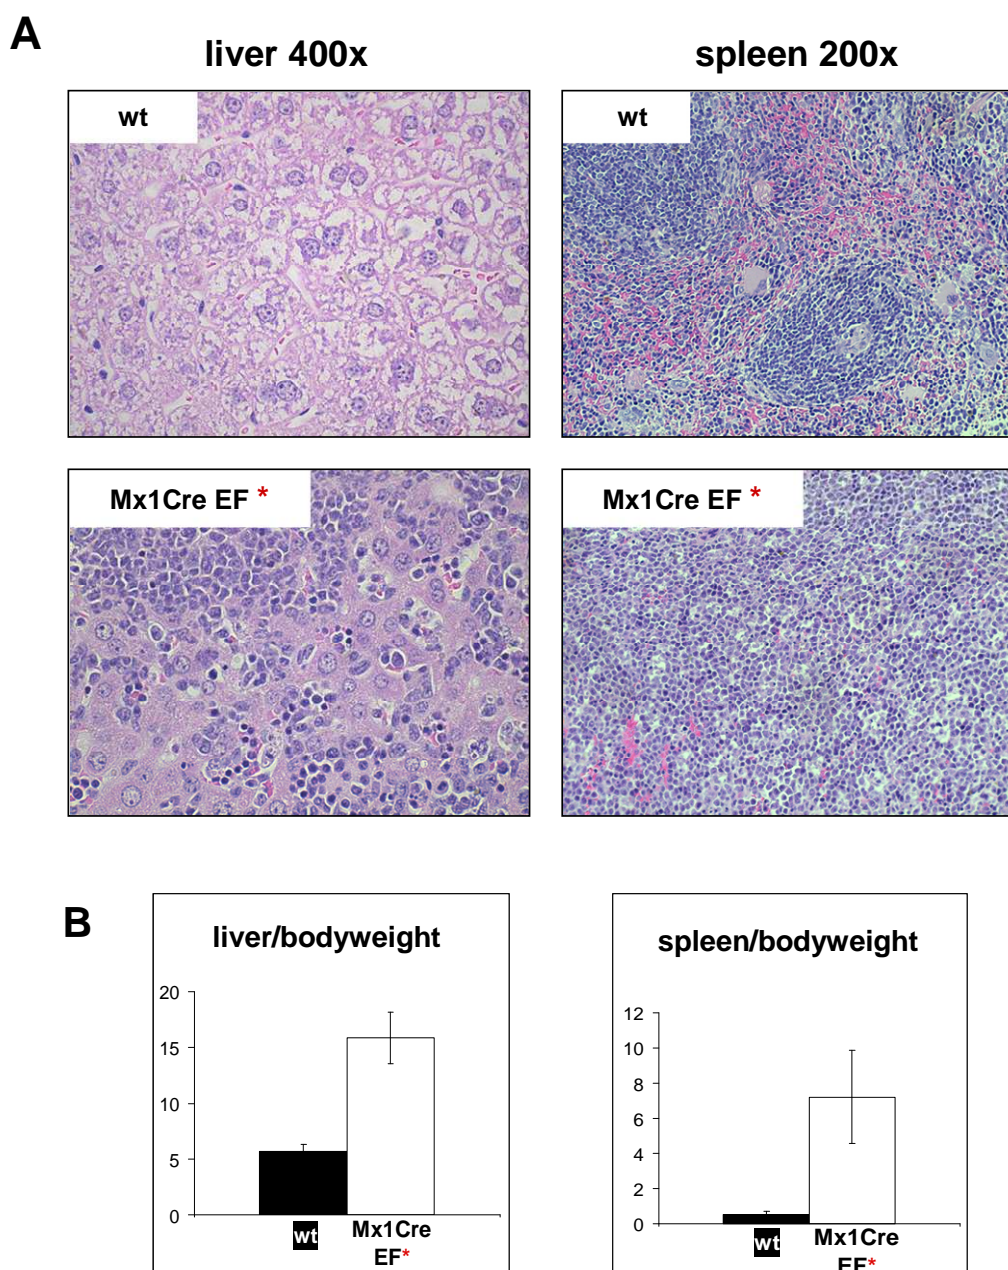 A
liver 400x
spleen 200x
wt
wt
Mx1Cre EF *
Mx1Cre EF *
B
liver/bodyweight
20
15
10
5
0
wt
Mx1Cre
EF*
spleen/bodyweight
12
10
8
6
4
2
0
wt
Mx1Cre
EF*